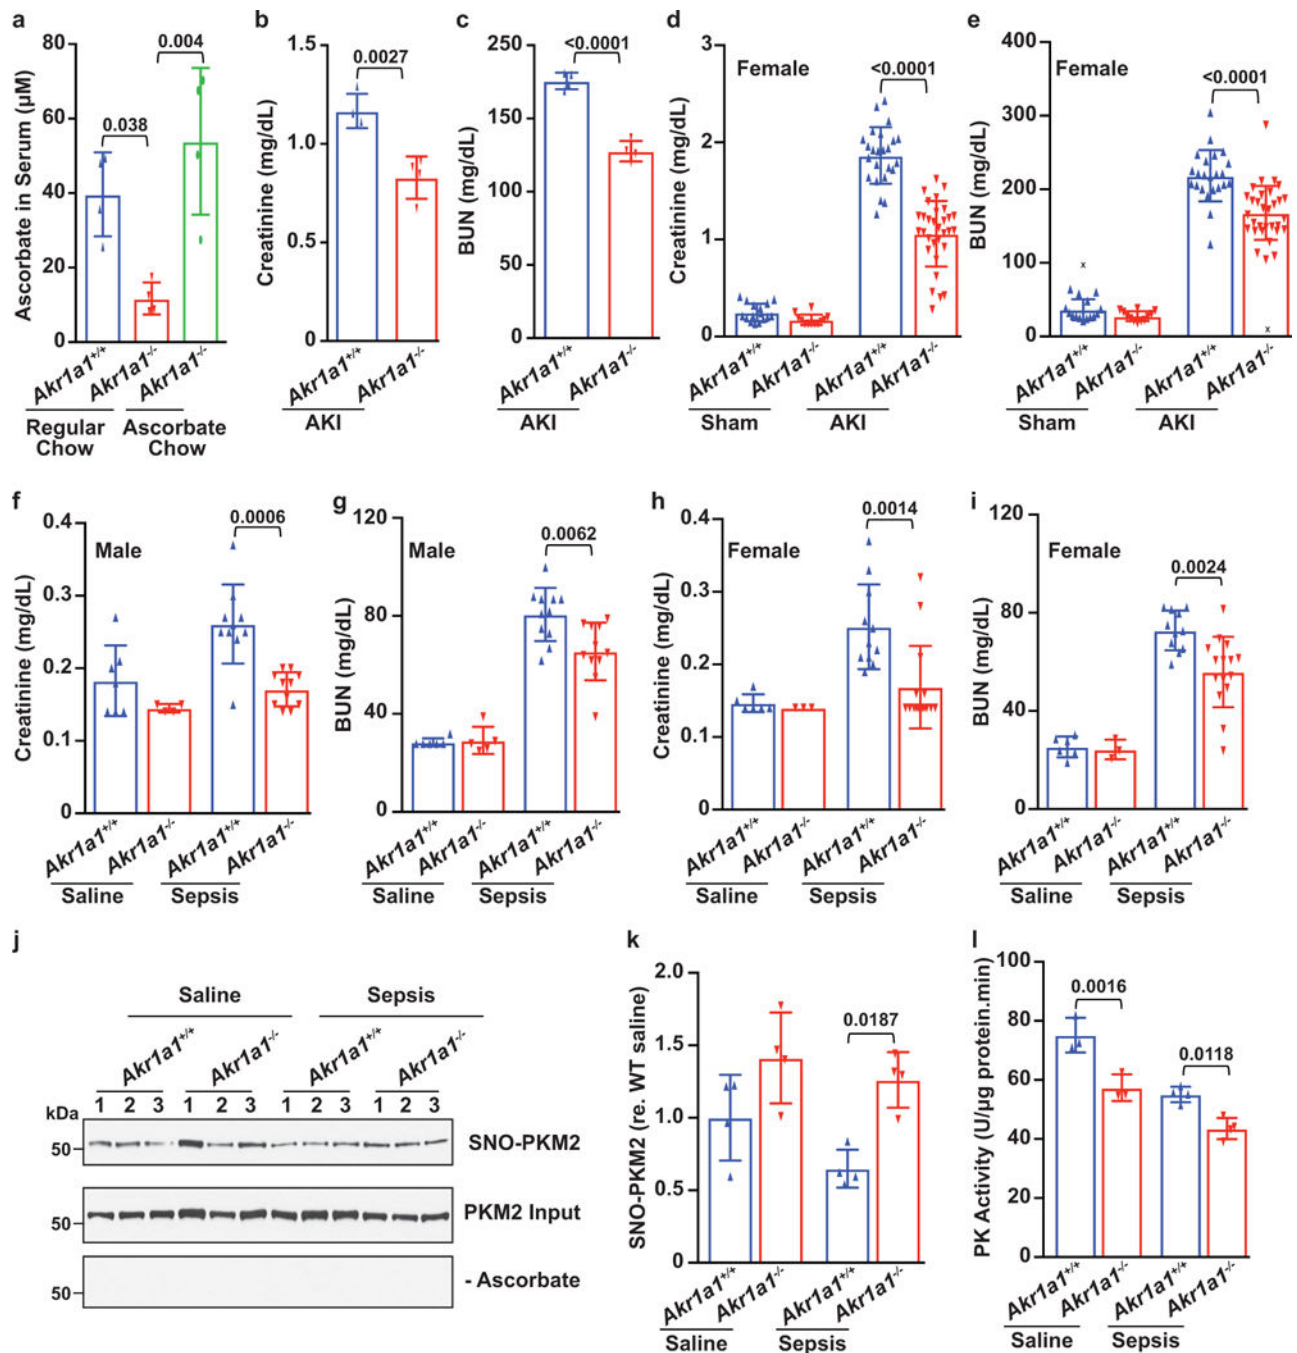 a
Ascorbate in Serum (µM)
80
60
40
20
0
0.038
0.004
Akr1a1+/+
Akr1a1-/-
Akr1a1-/-
Regular Chow
Ascorbate Chow
b
Creatinine (mg/dL)
1.5
1.0
0.5
0
0.0027
Akr1a1+/+
Akr1a1-/-
AKI
c
BUN (mg/dL)
250
150
100
50
0
<0.0001
Akr1a1+/+
Akr1a1-/-
AKI
d
Creatinine (mg/dL)
3
2
1
0
Female
<0.0001
Akr1a1+/+
Akr1a1-/-
Akr1a1+/+
Akr1a1-/-
Sham
AKI
e
BUN (mg/dL)
400
300
200
100
0
Female
<0.0001
x
x
Akr1a1+/+
Akr1a1-/-
Akr1a1+/+
Akr1a1-/-
Sham
AKI
f
Creatinine (mg/dL)
0.4
0.3
0.2
0.1
0
Male
0.0006
Akr1a1+/+
Akr1a1-/-
Akr1a1+/+
Akr1a1-/-
Saline
Sepsis
g
BUN (mg/dL)
120
80
40
0
Male
0.0062
Akr1a1+/+
Akr1a1-/-
Akr1a1+/+
Akr1a1-/-
Saline
Sepsis
h
Creatinine (mg/dL)
0.4
0.3
0.2
0.1
0
Female
0.0014
Akr1a1+/+
Akr1a1-/-
Akr1a1+/+
Akr1a1-/-
Saline
Sepsis
i
BUN (mg/dL)
120
80
40
0
Female
0.0024
Akr1a1+/+
Akr1a1-/-
Akr1a1+/+
Akr1a1-/-
Saline
Sepsis
j
Saline
Sepsis
Akr1a1+/+
Akr1a1-/-
Akr1a1+/+
Akr1a1-/-
kDa
1 2 3 1 2 3 1 2 3 1 2 3
50
SNO-PKM2
50
PKM2 Input
50
- Ascorbate
k
SNO-PKM2 (re. WT saline)
2.0
1.5
1.0
0.5
0
0.0187
Akr1a1+/+
Akr1a1-/-
Akr1a1+/+
Akr1a1-/-
Saline
Sepsis
l
PK Activity (U/µg protein.min)
100
80
60
40
20
0
0.0016
0.0118
Akr1a1+/+
Akr1a1-/-
Akr1a1+/+
Akr1a1-/-
Saline
Sepsis